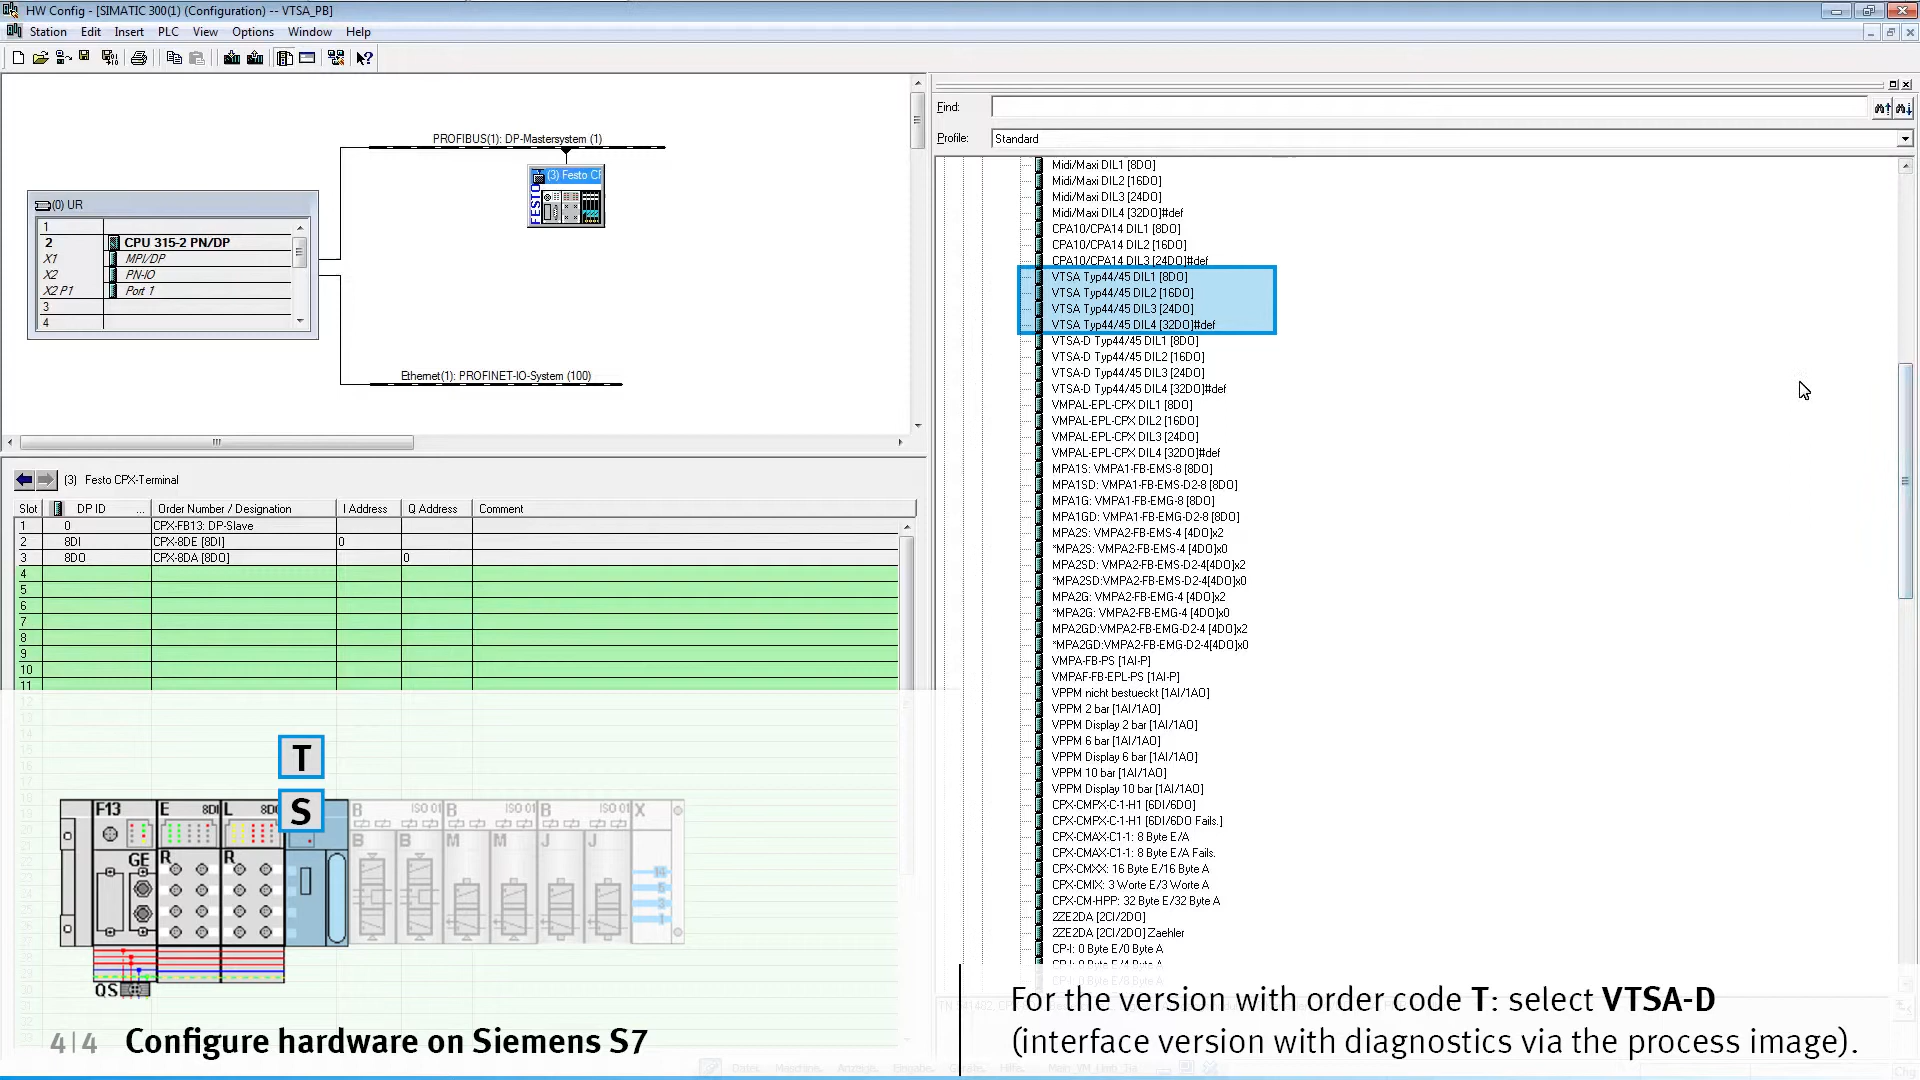 HW Config - [SIMATIC 300(1) (Configuration) -- VTSA_PB]
Station Edit Insert PLC View Options Window Help
PROFIBUS(1): DP-Mastersystem (1)
(3) Festo CF
FESTO
(0) UR
1
2 CPU 315-2 PN/DP
X1 MPI/DP
X2 PN-IO
X2 P1 Port 1
3
4
Ethernet(1): PROFINET-IO-System (100)
(3) Festo CPX-Terminal
Slot DP ID ... Order Number / Designation I Address Q Address Comment
1 0 CPX-FB13: DP-Slave
2 8DI CPX-8DE [8DI] 0
3 8DO CPX-8DA [8DO] 0
4
5
6
7
8
9
10
11
T
S
F13 E 8DI L 8DO B ISO 01 B ISO 01 B ISO 01 X
GE R R B B M M J J
14
5
3
1
QS
4|4 Configure hardware on Siemens S7
Find:
Profile: Standard
Midi/Maxi DIL1 [8DO]
Midi/Maxi DIL2 [16DO]
Midi/Maxi DIL3 [24DO]
Midi/Maxi DIL4 [32DO]#def
CPA10/CPA14 DIL1 [8DO]
CPA10/CPA14 DIL2 [16DO]
CPA10/CPA14 DIL3 [24DO]#def
VTSA Typ44/45 DIL1 [8DO]
VTSA Typ44/45 DIL2 [16DO]
VTSA Typ44/45 DIL3 [24DO]
VTSA Typ44/45 DIL4 [32DO]#def
VTSA-D Typ44/45 DIL1 [8DO]
VTSA-D Typ44/45 DIL2 [16DO]
VTSA-D Typ44/45 DIL3 [24DO]
VTSA-D Typ44/45 DIL4 [32DO]#def
VMPAL-EPL-CPX DIL1 [8DO]
VMPAL-EPL-CPX DIL2 [16DO]
VMPAL-EPL-CPX DIL3 [24DO]
VMPAL-EPL-CPX DIL4 [32DO]#def
MPA1S: VMPA1-FB-EMS-8 [8DO]
MPA1SD: VMPA1-FB-EMS-D2-8 [8DO]
MPA1G: VMPA1-FB-EMG-8 [8DO]
MPA1GD: VMPA1-FB-EMG-D2-8 [8DO]
MPA2S: VMPA2-FB-EMS-4 [4DO]x2
*MPA2S: VMPA2-FB-EMS-4 [4DO]x0
MPA2SD: VMPA2-FB-EMS-D2-4[4DO]x2
*MPA2SD:VMPA2-FB-EMS-D2-4[4DO]x0
MPA2G: VMPA2-FB-EMG-4 [4DO]x2
*MPA2G: VMPA2-FB-EMG-4 [4DO]x0
MPA2GD:VMPA2-FB-EMG-D2-4 [4DO]x2
*MPA2GD:VMPA2-FB-EMG-D2-4[4DO]x0
VMPA-FB-PS [1AI-P]
VMPAF-FB-EPL-PS [1AI-P]
VPPM nicht bestueckt [1AI/1AO]
VPPM 2 bar [1AI/1AO]
VPPM Display 2 bar [1AI/1AO]
VPPM 6 bar [1AI/1AO]
VPPM Display 6 bar [1AI/1AO]
VPPM 10 bar [1AI/1AO]
VPPM Display 10 bar [1AI/1AO]
CPX-CMPX-C-1-H1 [6DI/6DO]
CPX-CMPX-C-1-H1 [6DI/6DO Fails.]
CPX-CMAX-C1-1: 8 Byte E/A
CPX-CMAX-C1-1: 8 Byte E/A Fails.
CPX-CMXX: 16 Byte E/16 Byte A
CPX-CMIX: 3 Worte E/3 Worte A
CPX-CM-HPP: 32 Byte E/32 Byte A
2ZE2DA [2CI/2DO]
2ZE2DA [2CI/2DO] Zaehler
CP-I: 0 Byte E/0 Byte A
CP-I: 0 Byte E/4 Byte A
For the version with order code T: select VTSA-D
(interface version with diagnostics via the process image).